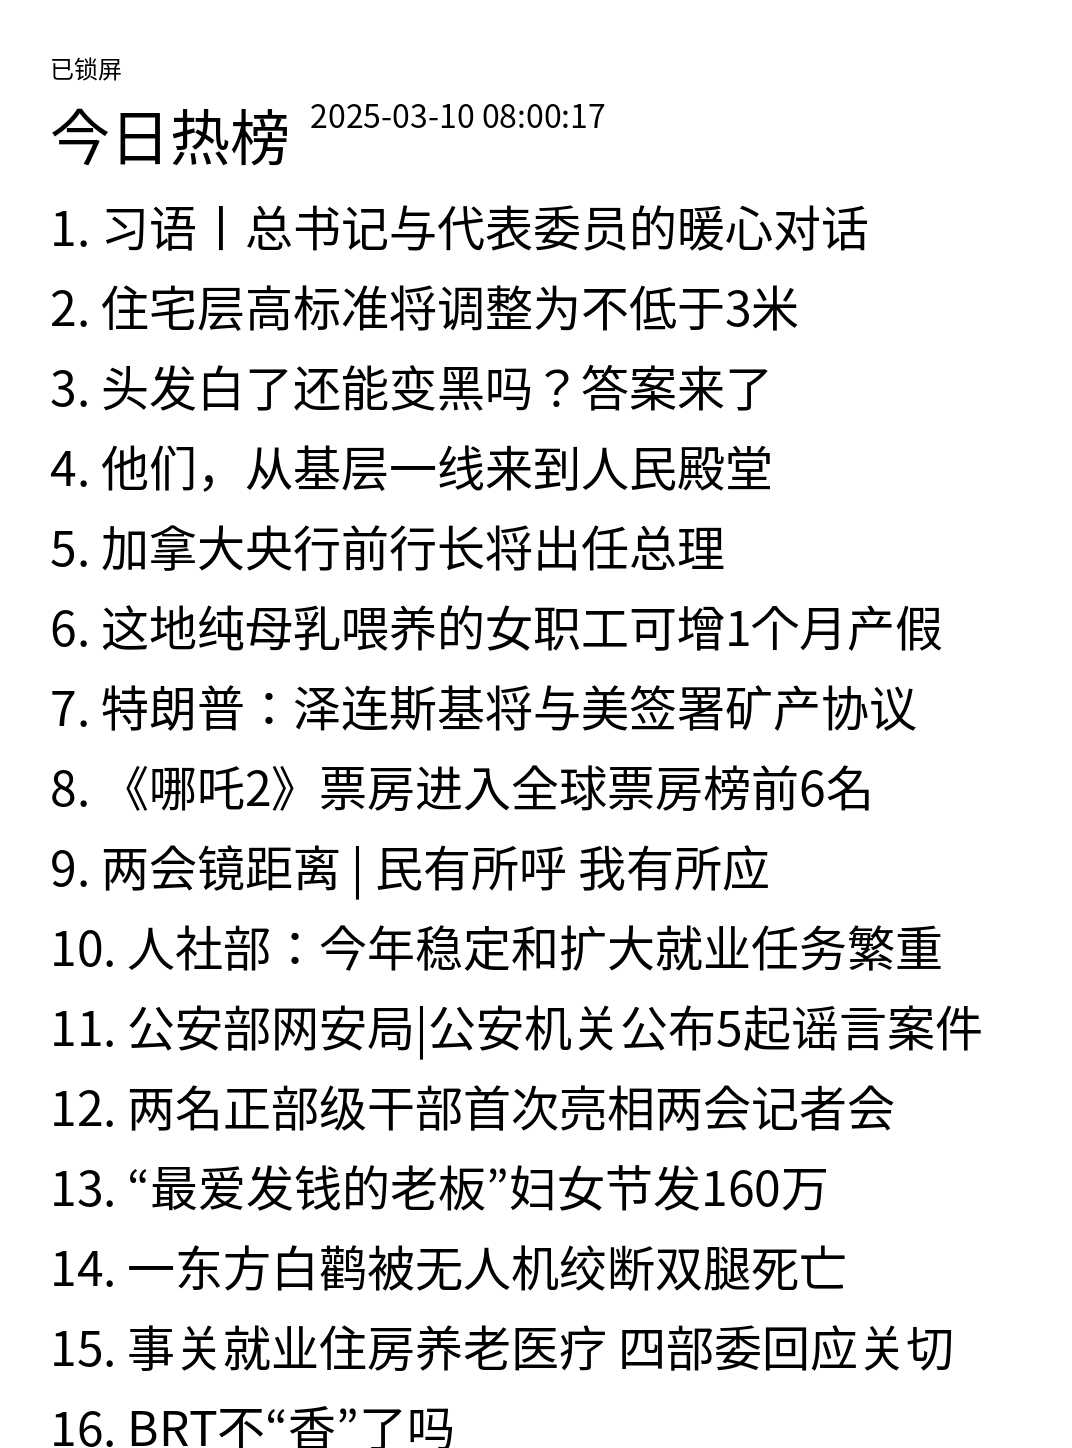 已锁屏
今日热榜 2025-03-10 08:00:17
1. 习语丨总书记与代表委员的暖心对话
2. 住宅层高标准将调整为不低于3米
3. 头发白了还能变黑吗？答案来了
4. 他们，从基层一线来到人民殿堂
5. 加拿大央行前行长将出任总理
6. 这地纯母乳喂养的女职工可增1个月产假
7. 特朗普：泽连斯基将与美签署矿产协议
8. 《哪吒2》票房进入全球票房榜前6名
9. 两会镜距离 | 民有所呼 我有所应
10. 人社部：今年稳定和扩大就业任务繁重
11. 公安部网安局|公安机关公布5起谣言案件
12. 两名正部级干部首次亮相两会记者会
13. “最爱发钱的老板”妇女节发160万
14. 一东方白鹳被无人机绞断双腿死亡
15. 事关就业住房养老医疗 四部委回应关切
16. BRT不“香”了吗